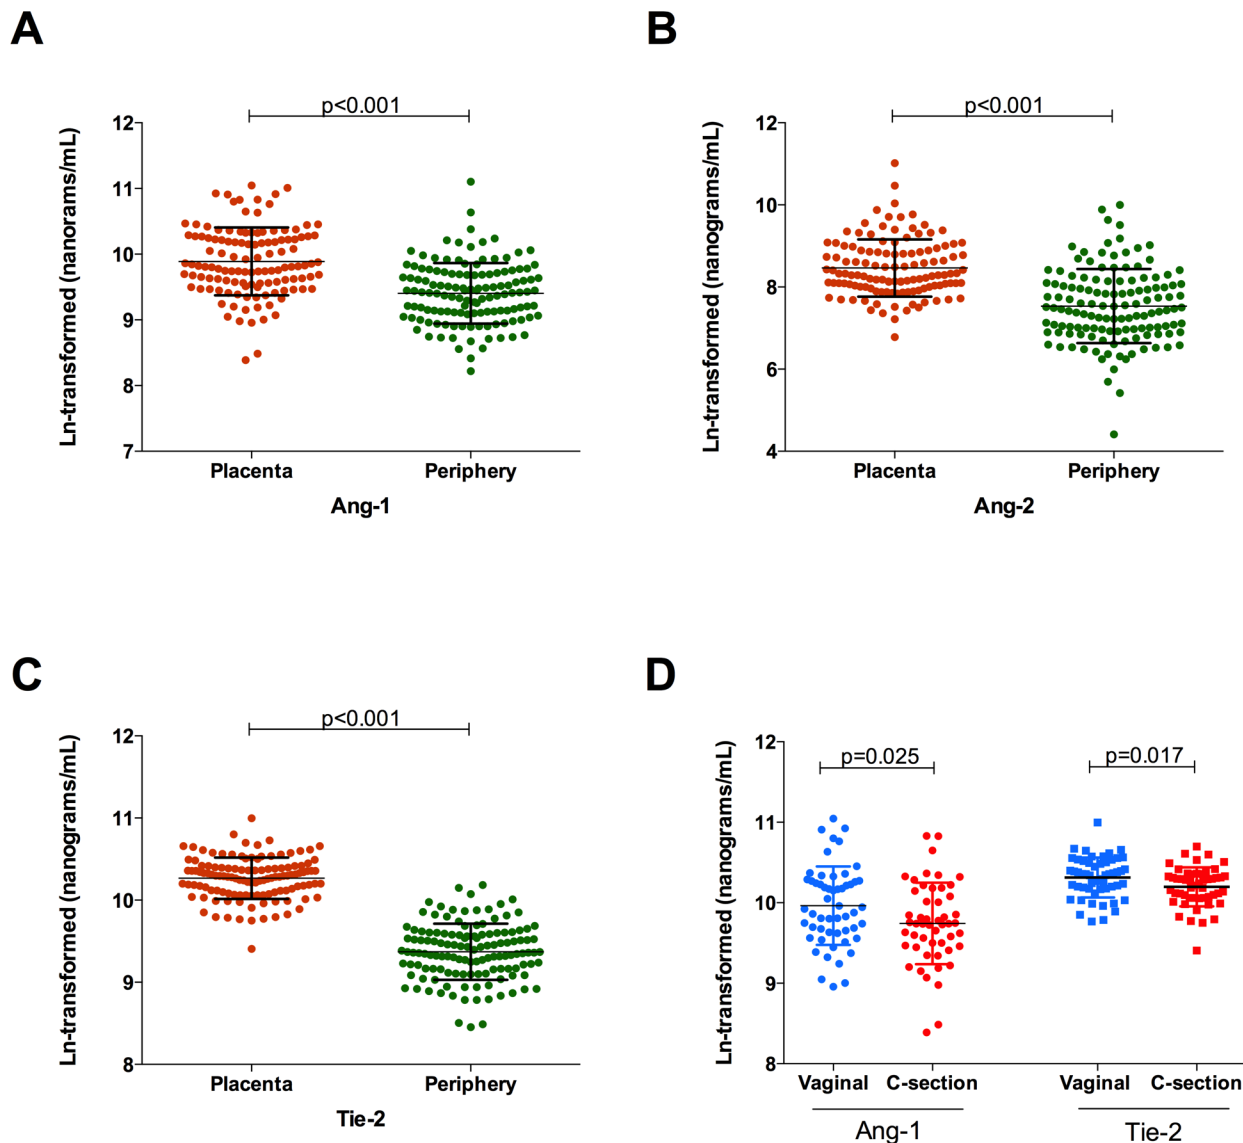 A
p<0.001
Ln-transformed (nanorams/mL)
12
11
10
9
8
7
Placenta
Periphery
Ang-1
B
p<0.001
Ln-transformed (nanograms/mL)
12
10
8
6
4
Placenta
Periphery
Ang-2
C
p<0.001
Ln-transformed (nanograms/mL)
12
11
10
9
8
Placenta
Periphery
Tie-2
D
p=0.025
p=0.017
Ln-transformed (nanograms/mL)
12
11
10
9
8
Vaginal
C-section
Vaginal
C-section
Ang-1
Tie-2